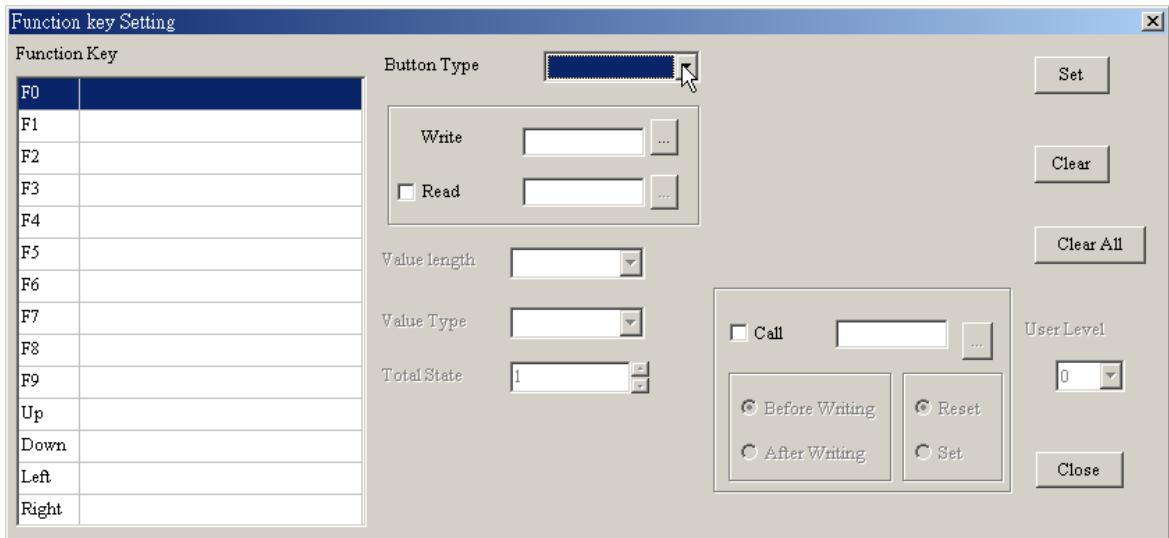 Function key Setting
Function Key
F0
F1
F2
F3
F4
F5
F6
F7
F8
F9
Up
Down
Left
Right
Button Type
Write
...
Read
...
Value length
Value Type
Total State
1
Call
...
Before Writing
After Writing
Reset
Set
Set
Clear
Clear All
User Level
0
Close